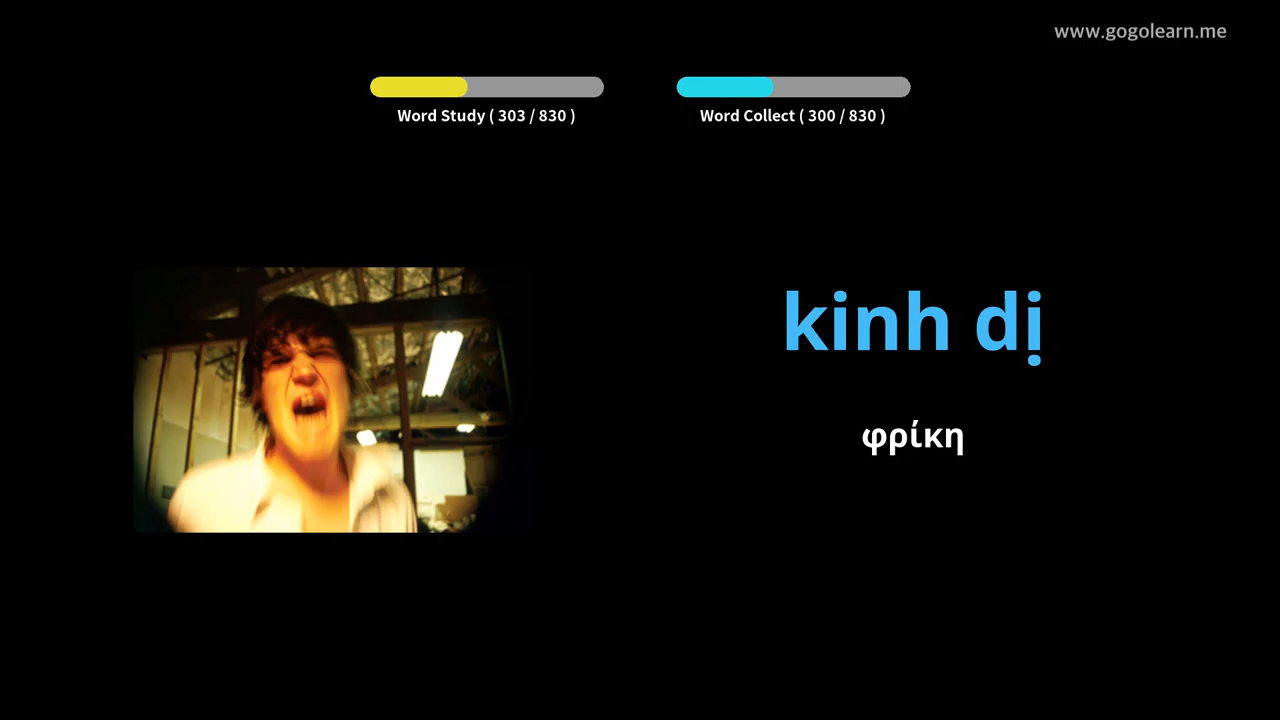 www.gogolearn.me
Word Study ( 303 / 830 )
Word Collect ( 300 / 830 )
kinh dị
φρίκη